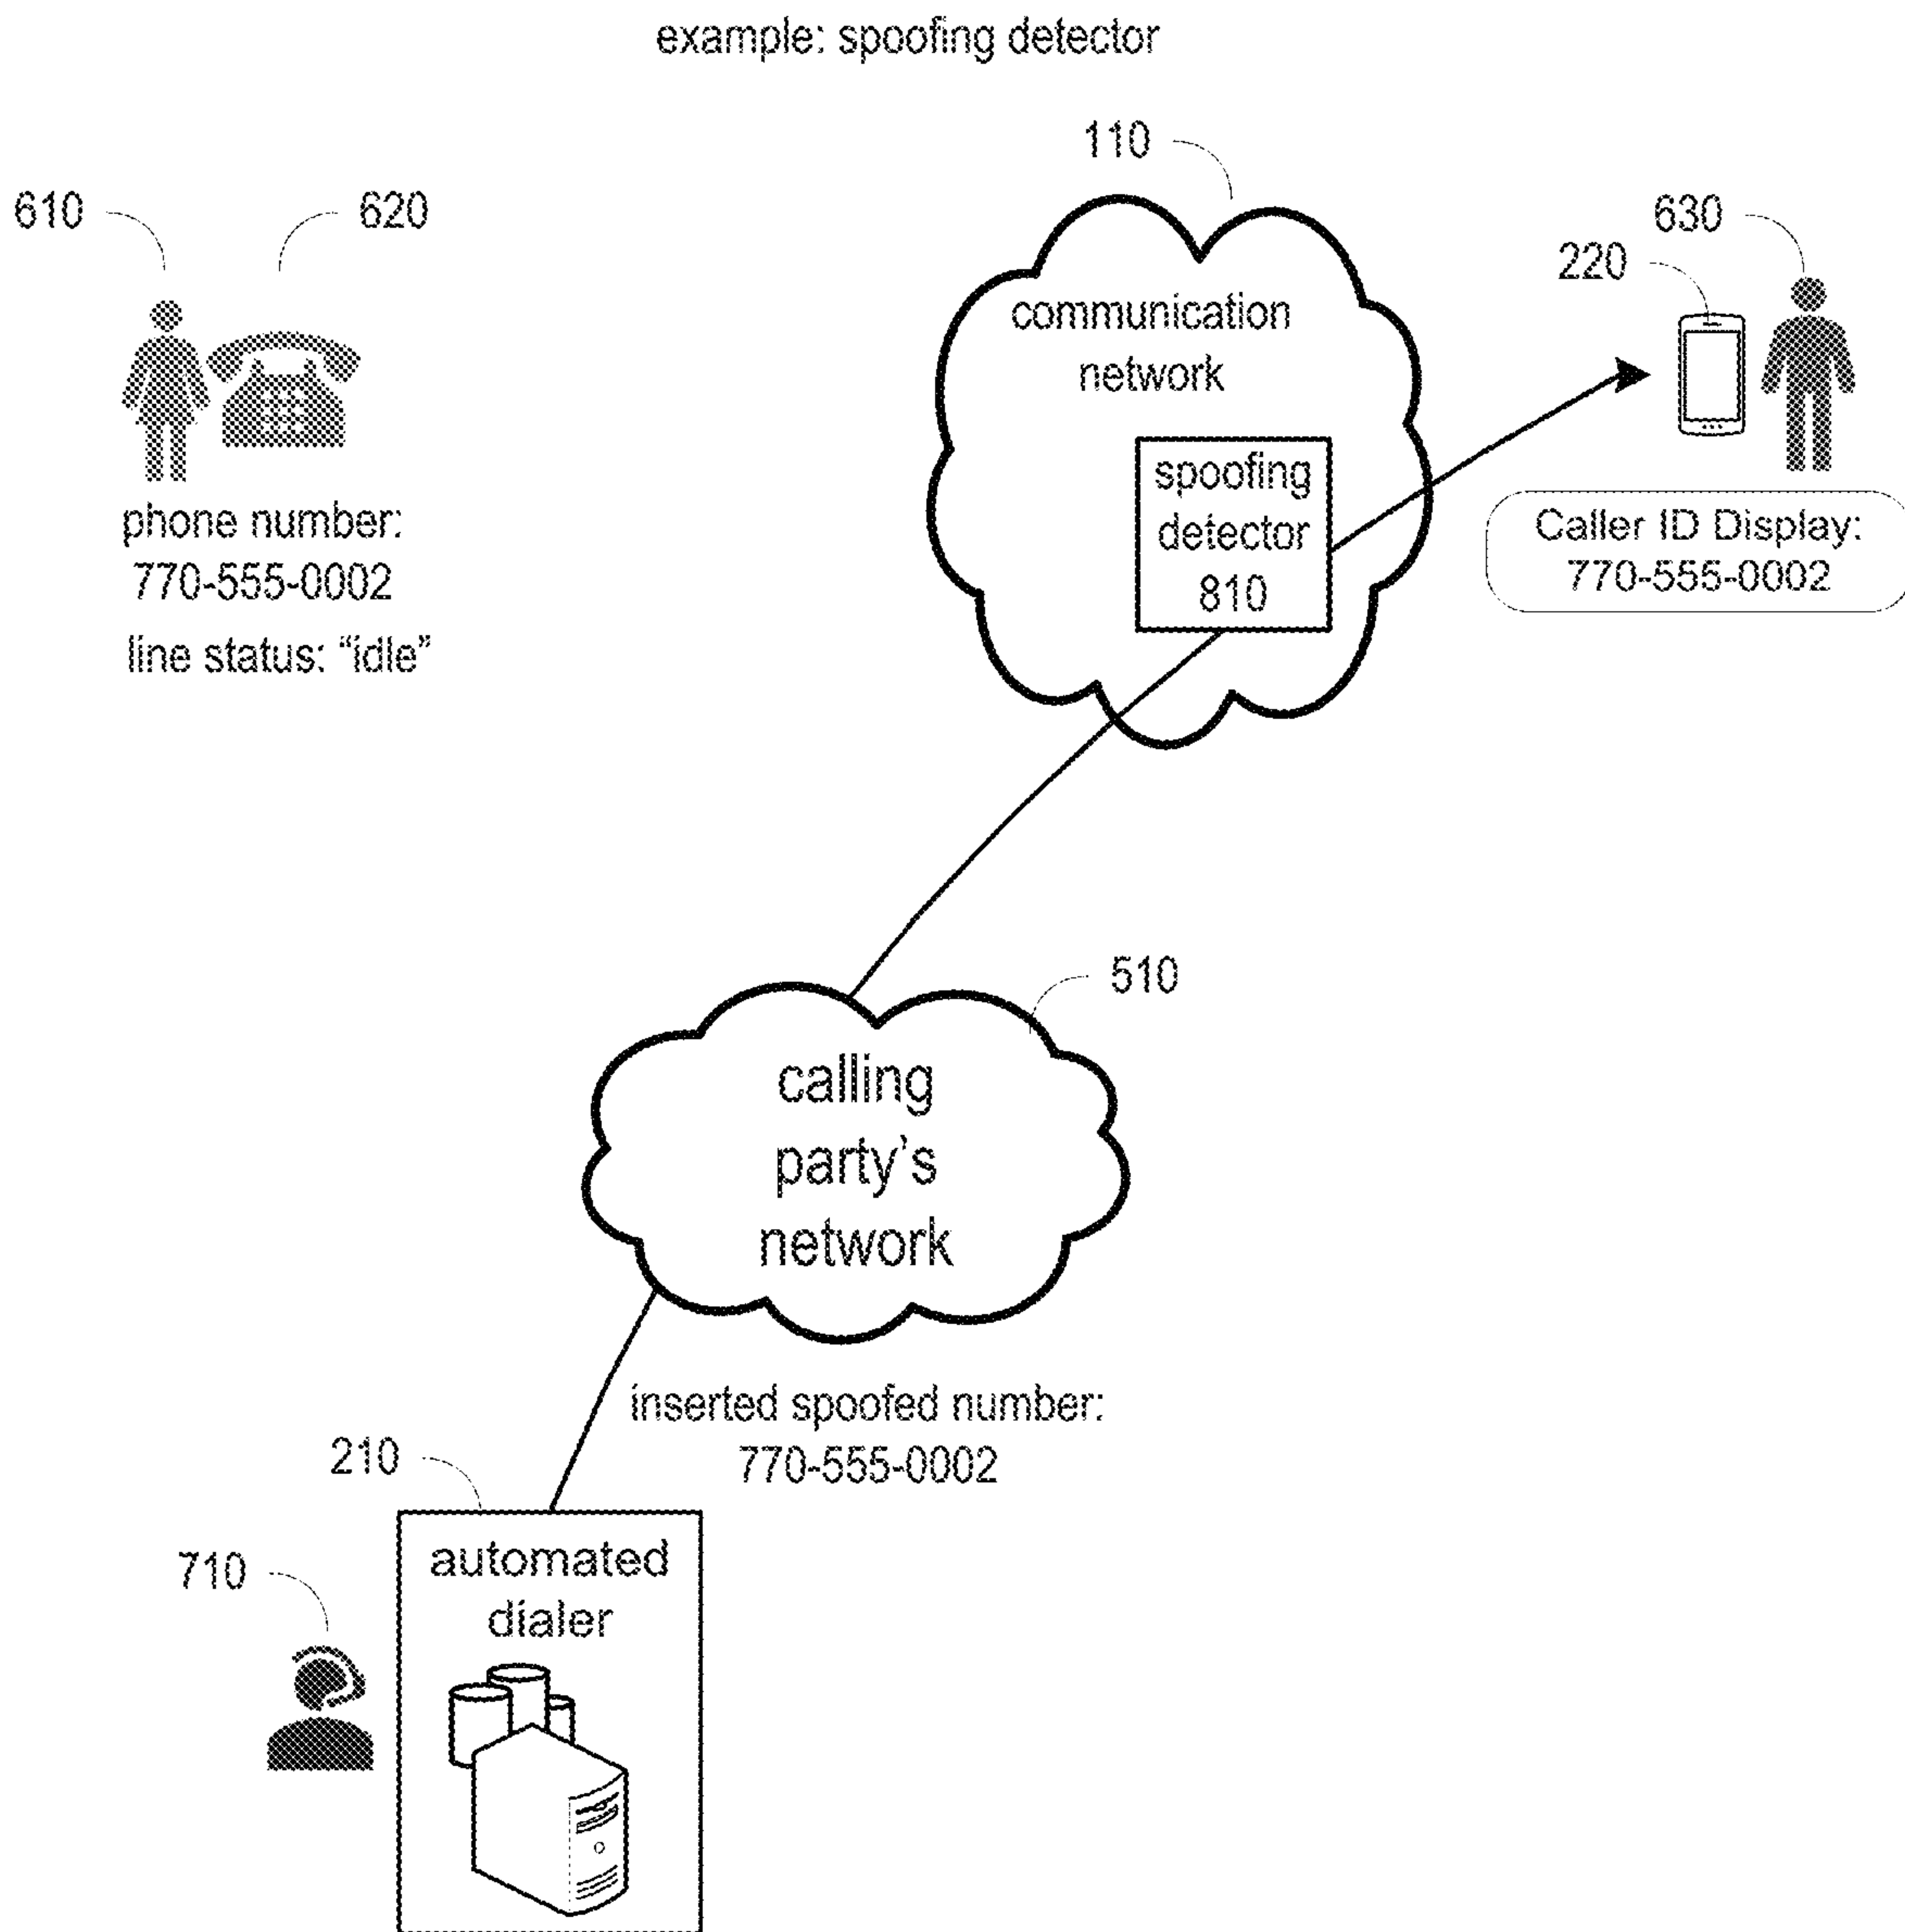 example: spoofing detector
110
610
620
630
220
communication
network
spoofing
detector
810
phone number:
770-555-0002
line status: “idle”
Caller ID Display:
770-555-0002
510
calling
party’s
network
inserted spoofed number:
770-555-0002
210
710
automated
dialer